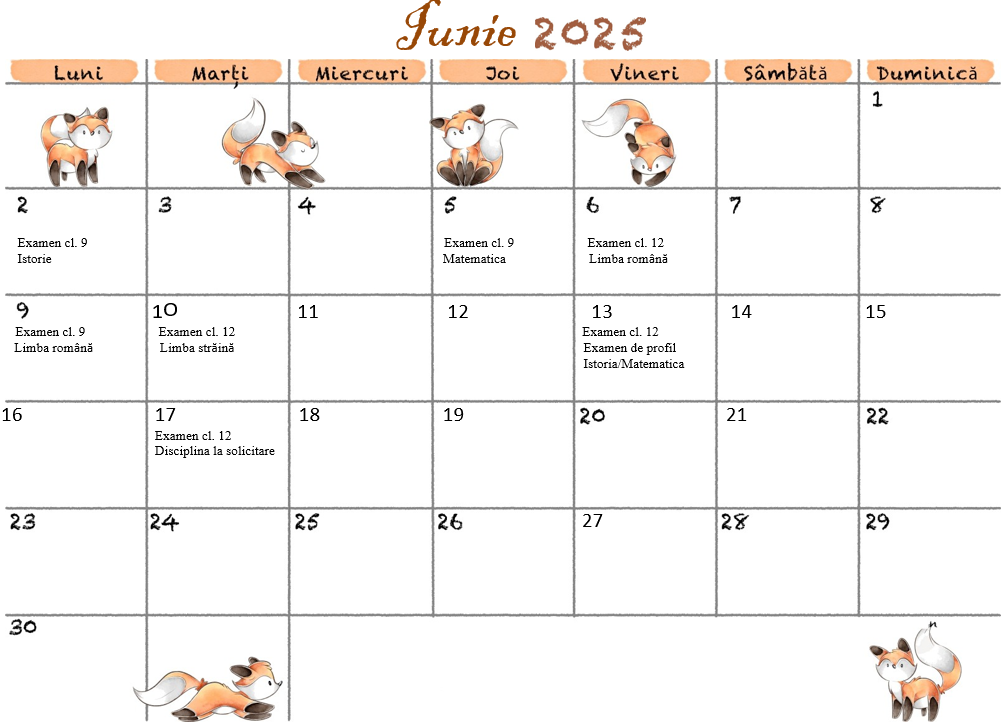 Iunie 2025
Luni Marți Miercuri Joi Vineri Sâmbătă Duminică
1
2 3 4 5 6 7 8
Examen cl. 9 Examen cl. 9 Examen cl. 12
Istorie Matematica Limba română
9 10 11 12 13 14 15
Examen cl. 9 Examen cl. 12 Examen cl. 12
Limba română Limba străină Examen de profil
Istoria/Matematica
16 17 18 19 20 21 22
Examen cl. 12
Disciplina la solicitare
23 24 25 26 27 28 29
30
n